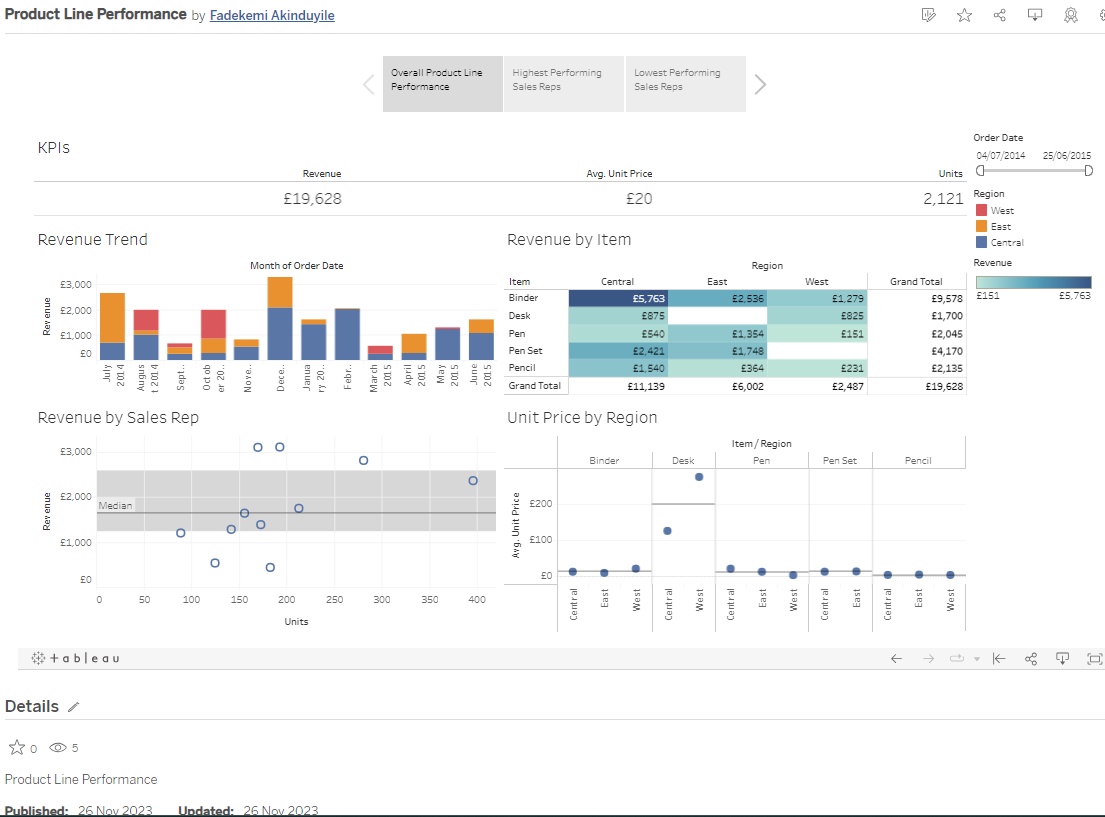 Product Line Performance by Fadekemi Akinduyile
Overall Product Line Performance
Highest Performing Sales Reps
Lowest Performing Sales Reps
KPIs
Revenue Avg. Unit Price Units
£19,628 £20 2,121
Order Date
04/07/2014 25/06/2015
Region
West
East
Central
Revenue
£151 £5,763
Revenue Trend
Month of Order Date
Revenue
£3,000
£2,000
£1,000
£0
July 2014
Augus t 2014
Sept..
Octob er 20..
Nove..
Dece..
Janua ry 20..
Febr..
March 2015
April 2015
May 2015
June 2015
Revenue by Item
Region
Item Central East West Grand Total
Binder £5,763 £2,536 £1,279 £9,578
Desk £875 £825 £1,700
Pen £540 £1,354 £151 £2,045
Pen Set £2,421 £1,748 £4,170
Pencil £1,540 £364 £231 £2,135
Grand Total £11,139 £6,002 £2,487 £19,628
Revenue by Sales Rep
Revenue
£3,000
£2,000
£1,000
£0
Median
0 50 100 150 200 250 300 350 400
Units
Unit Price by Region
Item / Region
Binder Desk Pen Pen Set Pencil
Avg. Unit Price
£200
£100
£0
Central East West Central West Central East West Central East Central East West
+ a b | e a u
Details
0 5
Product Line Performance
Published: 26 Nov 2023 Updated: 26 Nov 2023